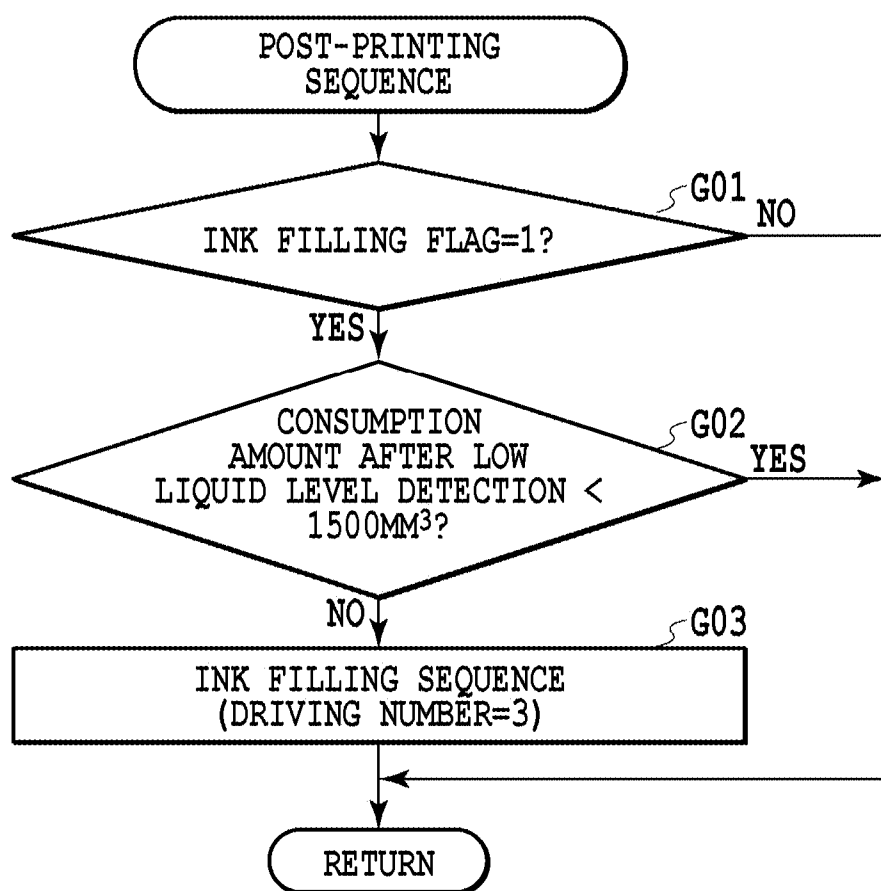 POST-PRINTING
SEQUENCE
G01
NO
INK FILLING FLAG=1?
YES
CONSUMPTION
AMOUNT AFTER LOW
LIQUID LEVEL DETECTION <
1500MM³?
G02
YES
NO
G03
INK FILLING SEQUENCE
(DRIVING NUMBER=3)
RETURN